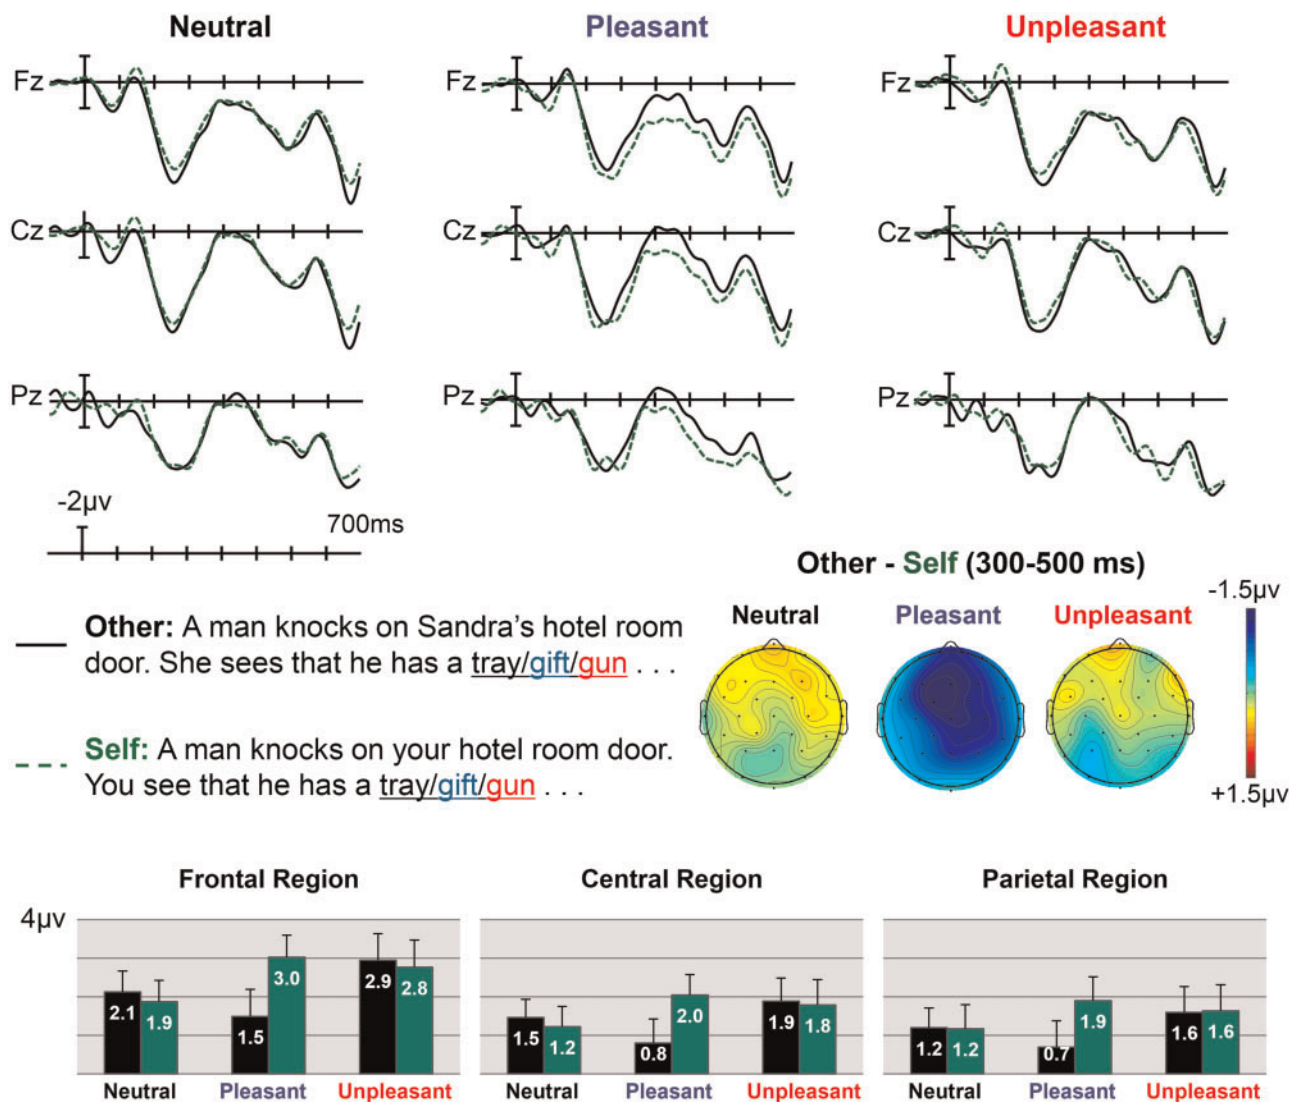 Neutral
Pleasant
Unpleasant
Fz
Fz
Fz
Cz
Cz
Cz
Pz
Pz
Pz
-2μv
700ms
Other: A man knocks on Sandra's hotel room
door. She sees that he has a tray/gift/gun . . .
Self: A man knocks on your hotel room door.
You see that he has a tray/gift/gun . . .
Other - Self (300-500 ms)
Neutral
Pleasant
Unpleasant
-1.5μv
+1.5μv
Frontal Region
4μv
2.1
1.9
1.5
3.0
2.9
2.8
Neutral
Pleasant
Unpleasant
Central Region
1.5
1.2
0.8
2.0
1.9
1.8
Neutral
Pleasant
Unpleasant
Parietal Region
1.2
1.2
0.7
1.9
1.6
1.6
Neutral
Pleasant
Unpleasant